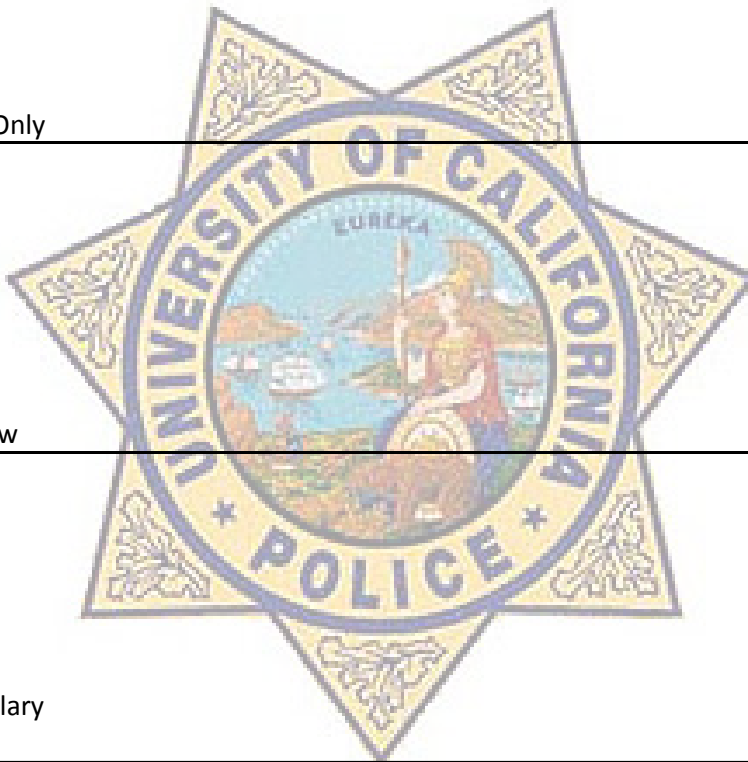 Only
UNIVERSITY OF CALIFORNIA
EUREKA
w
lary
★ POLICE ★